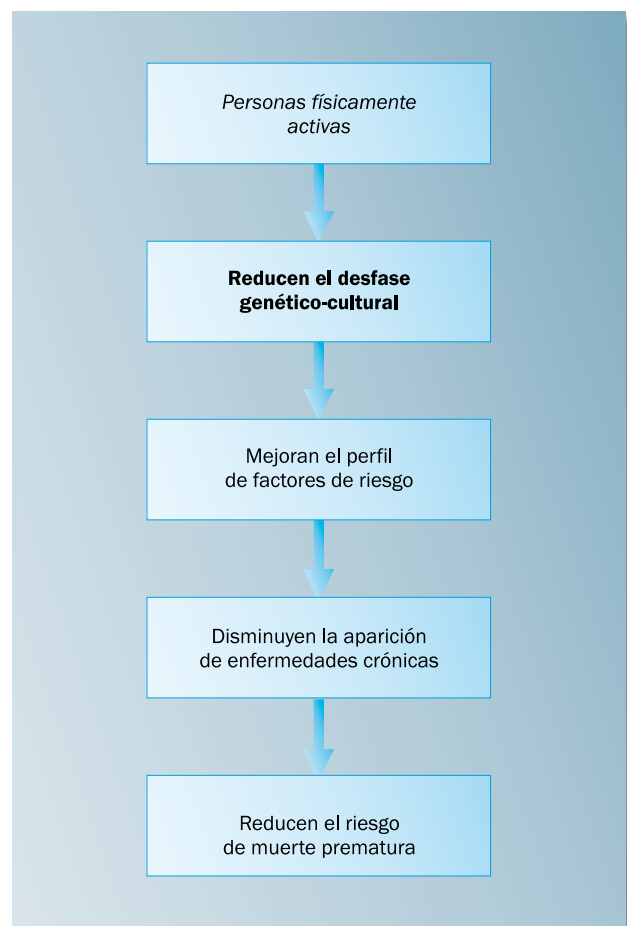 Personas físicamente
activas
Reducen el desfase
genético-cultural
Mejoran el perfil
de factores de riesgo
Disminuyen la aparición
de enfermedades crónicas
Reducen el riesgo
de muerte prematura